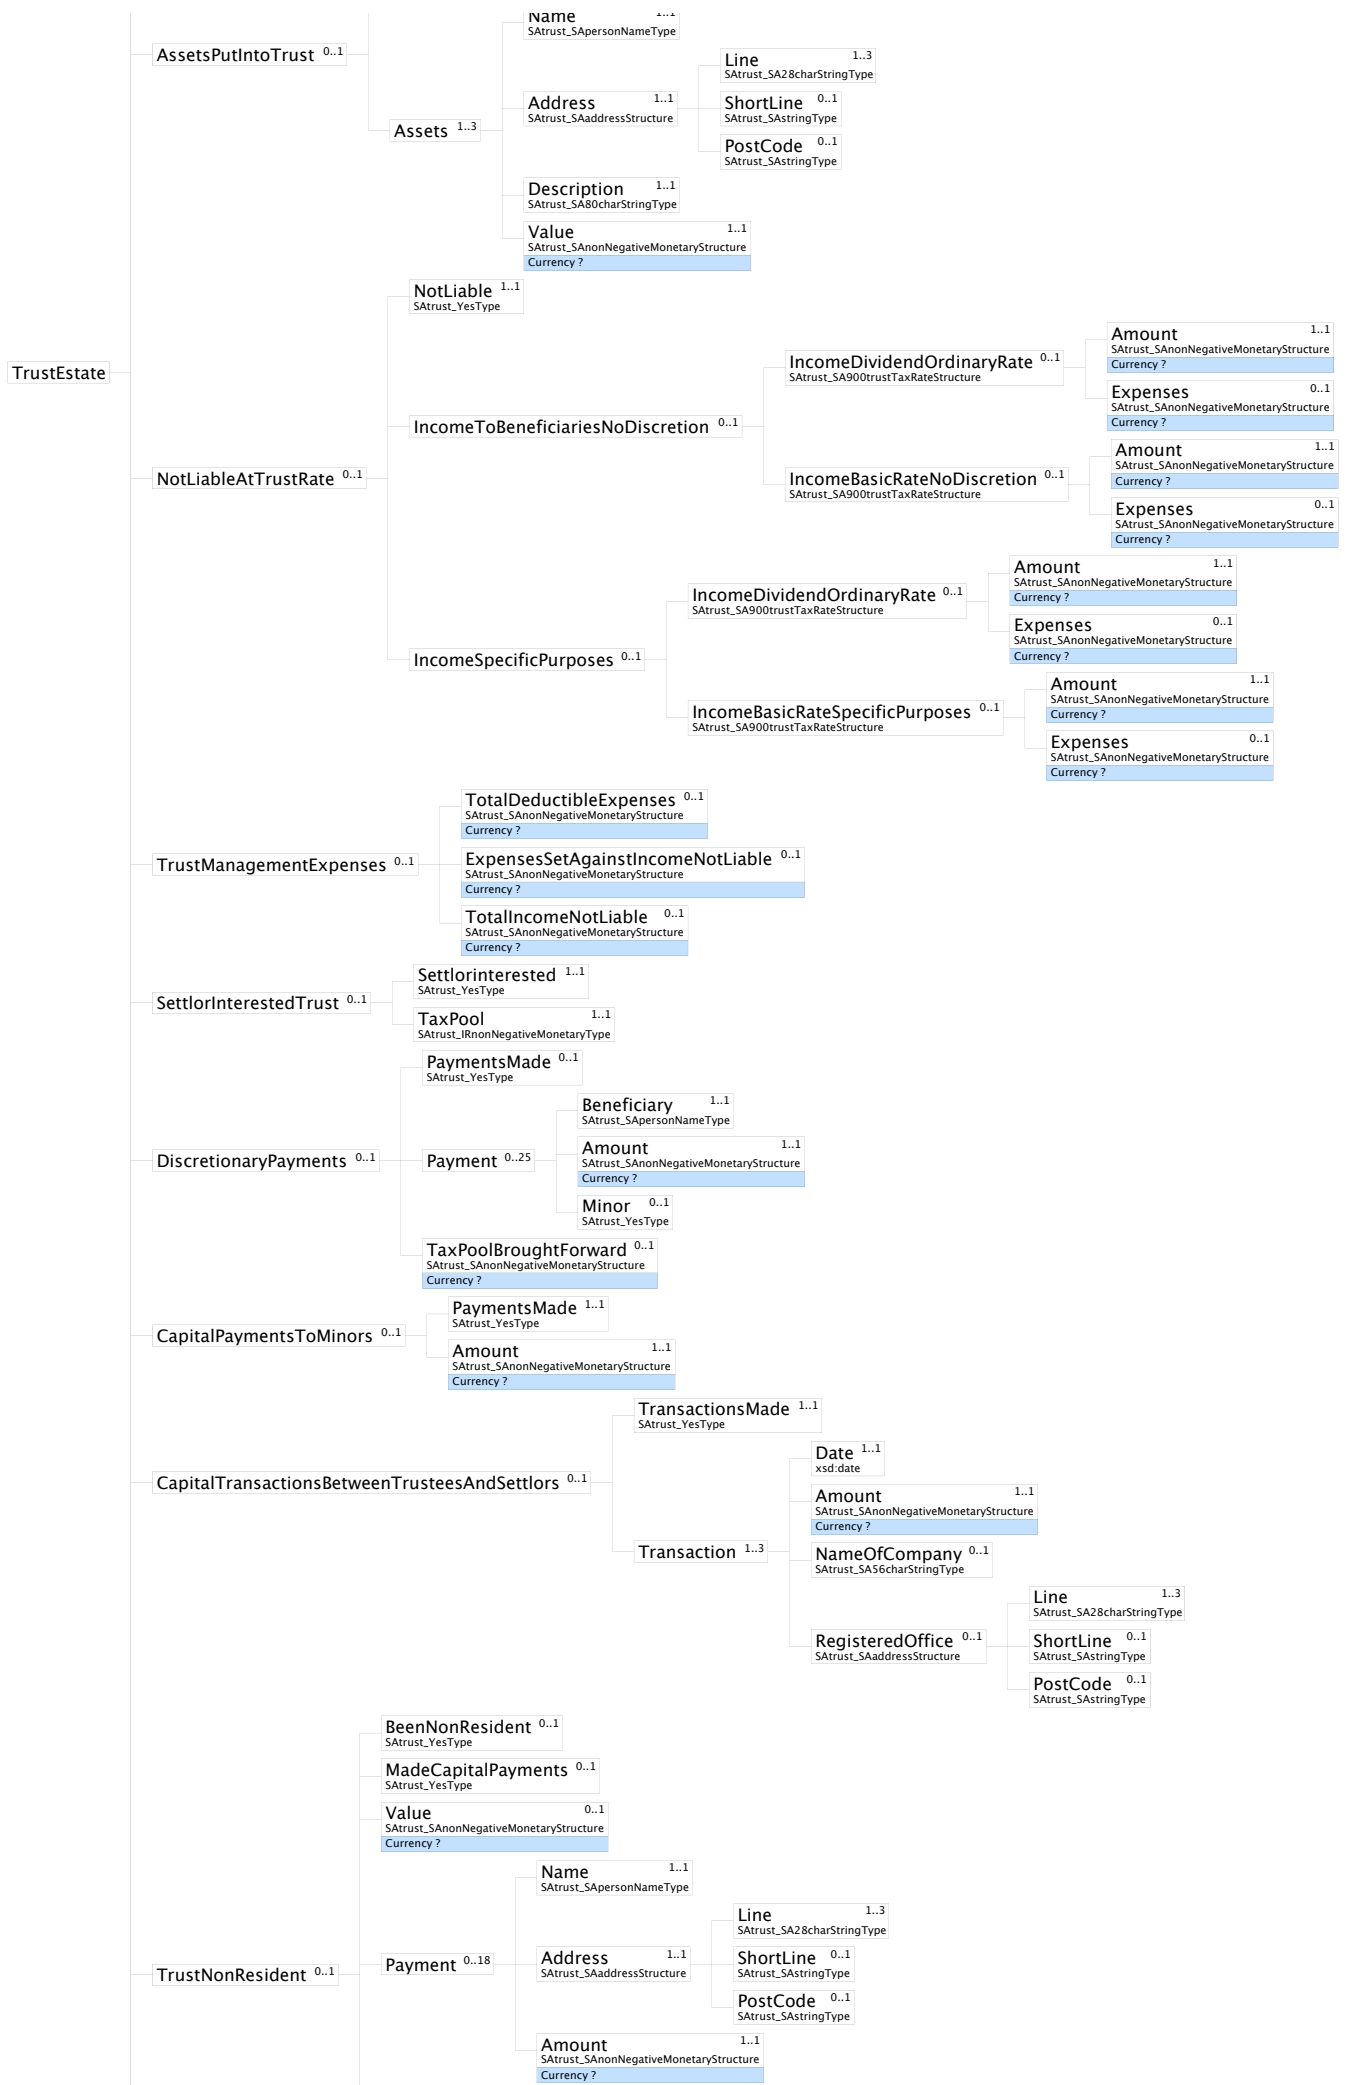 Name 1..1
SAtrust_SApersonNameType
AssetsPutIntoTrust 0..1
Line 1..3
SAtrust_SA28charStringType
Address 1..1
SAtrust_SAaddressStructure
ShortLine 0..1
SAtrust_SAstringType
Assets 1..3
PostCode 0..1
SAtrust_SAstringType
Description 1..1
SAtrust_SA80charStringType
Value 1..1
SAtrust_SAnonNegativeMonetaryStructure
Currency ?
NotLiable 1..1
SAtrust_YesType
TrustEstate
IncomeDividendOrdinaryRate 0..1
SAtrust_SA900trustTaxRateStructure
Amount 1..1
SAtrust_SAnonNegativeMonetaryStructure
Currency ?
Expenses 0..1
SAtrust_SAnonNegativeMonetaryStructure
Currency ?
IncomeToBeneficiariesNoDiscretion 0..1
NotLiableAtTrustRate 0..1
IncomeBasicRateNoDiscretion 0..1
SAtrust_SA900trustTaxRateStructure
Amount 1..1
SAtrust_SAnonNegativeMonetaryStructure
Currency ?
Expenses 0..1
SAtrust_SAnonNegativeMonetaryStructure
Currency ?
IncomeDividendOrdinaryRate 0..1
SAtrust_SA900trustTaxRateStructure
Amount 1..1
SAtrust_SAnonNegativeMonetaryStructure
Currency ?
Expenses 0..1
SAtrust_SAnonNegativeMonetaryStructure
Currency ?
IncomeSpecificPurposes 0..1
IncomeBasicRateSpecificPurposes 0..1
SAtrust_SA900trustTaxRateStructure
Amount 1..1
SAtrust_SAnonNegativeMonetaryStructure
Currency ?
Expenses 0..1
SAtrust_SAnonNegativeMonetaryStructure
Currency ?
TotalDeductibleExpenses 0..1
SAtrust_SAnonNegativeMonetaryStructure
Currency ?
TrustManagementExpenses 0..1
ExpensesSetAgainstIncomeNotLiable 0..1
SAtrust_SAnonNegativeMonetaryStructure
Currency ?
TotalIncomeNotLiable 0..1
SAtrust_SAnonNegativeMonetaryStructure
Currency ?
SettlorInterestedTrust 0..1
Settlorinterested 1..1
SAtrust_YesType
TaxPool 1..1
SAtrust_IRnonNegativeMonetaryType
PaymentsMade 0..1
SAtrust_YesType
DiscretionaryPayments 0..1
Payment 0..25
Beneficiary 1..1
SAtrust_SApersonNameType
Amount 1..1
SAtrust_SAnonNegativeMonetaryStructure
Currency ?
Minor 0..1
SAtrust_YesType
TaxPoolBroughtForward 0..1
SAtrust_SAnonNegativeMonetaryStructure
Currency ?
CapitalPaymentsToMinors 0..1
PaymentsMade 1..1
SAtrust_YesType
Amount 1..1
SAtrust_SAnonNegativeMonetaryStructure
Currency ?
TransactionsMade 1..1
SAtrust_YesType
CapitalTransactionsBetweenTrusteesAndSettlors 0..1
Date 1..1
xsd:date
Amount 1..1
SAtrust_SAnonNegativeMonetaryStructure
Currency ?
Transaction 1..3
NameOfCompany 0..1
SAtrust_SA56charStringType
RegisteredOffice 0..1
SAtrust_SAaddressStructure
Line 1..3
SAtrust_SA28charStringType
ShortLine 0..1
SAtrust_SAstringType
PostCode 0..1
SAtrust_SAstringType
BeenNonResident 0..1
SAtrust_YesType
MadeCapitalPayments 0..1
SAtrust_YesType
Value 0..1
SAtrust_SAnonNegativeMonetaryStructure
Currency ?
Name 1..1
SAtrust_SApersonNameType
TrustNonResident 0..1
Payment 0..18
Address 1..1
SAtrust_SAaddressStructure
Line 1..3
SAtrust_SA28charStringType
ShortLine 0..1
SAtrust_SAstringType
PostCode 0..1
SAtrust_SAstringType
Amount 1..1
SAtrust_SAnonNegativeMonetaryStructure
Currency ?